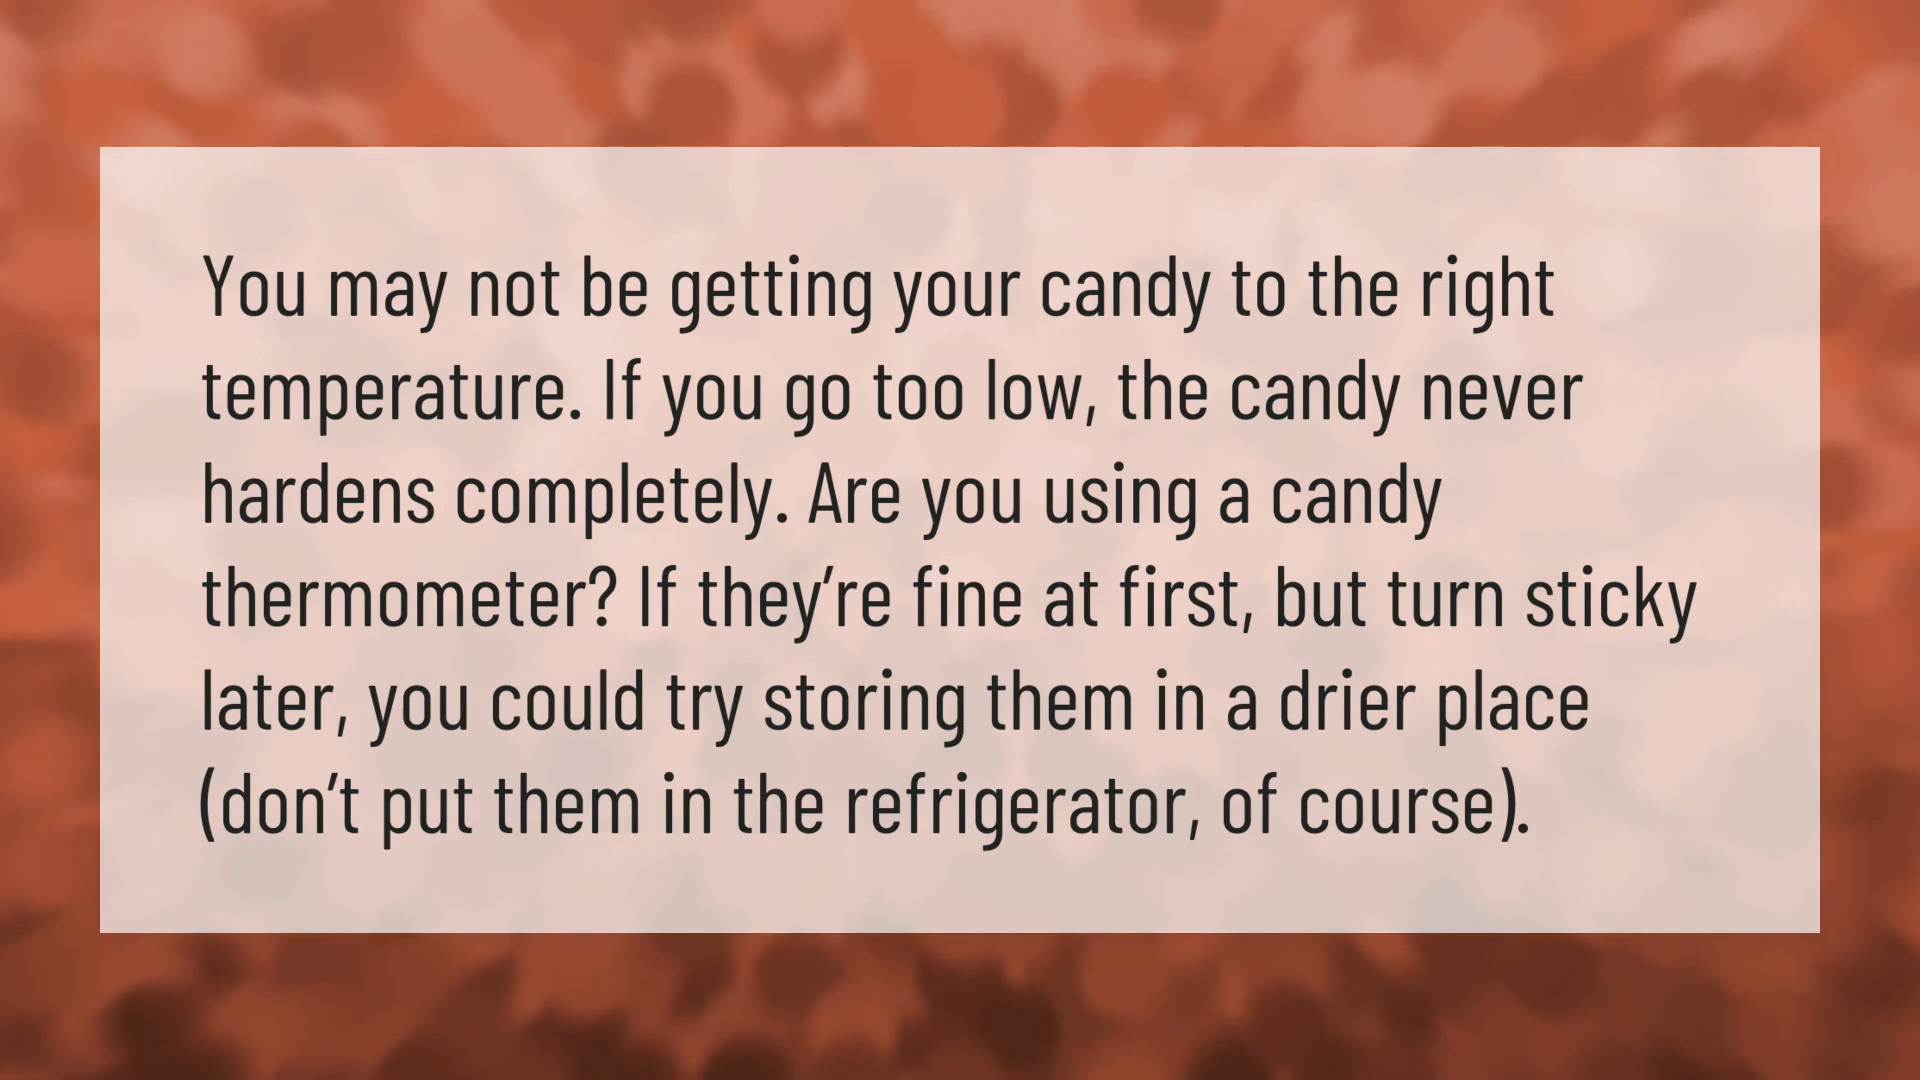 You may not be getting your candy to the right
temperature. If you go too low, the candy never
hardens completely. Are you using a candy
thermometer? If they’re fine at first, but turn sticky
later, you could try storing them in a drier place
(don’t put them in the refrigerator, of course).